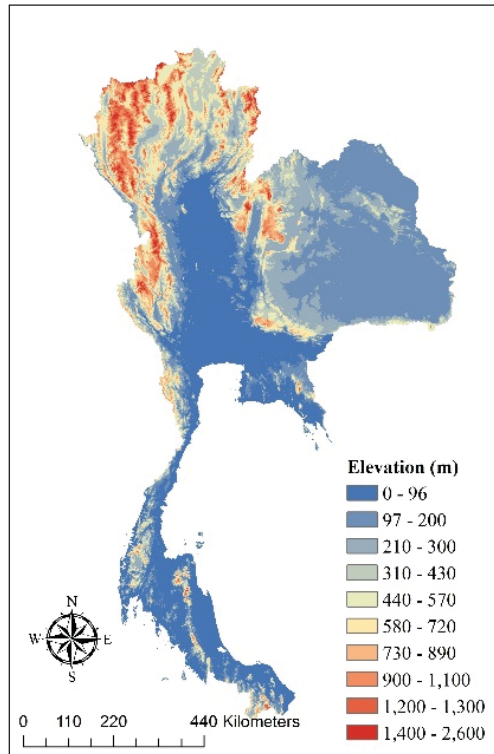 Elevation (m)
0 - 96
97 - 200
210 - 300
310 - 430
440 - 570
580 - 720
730 - 890
900 - 1,100
1,200 - 1,300
1,400 - 2,600
N
W E
S
0 110 220 440 Kilometers